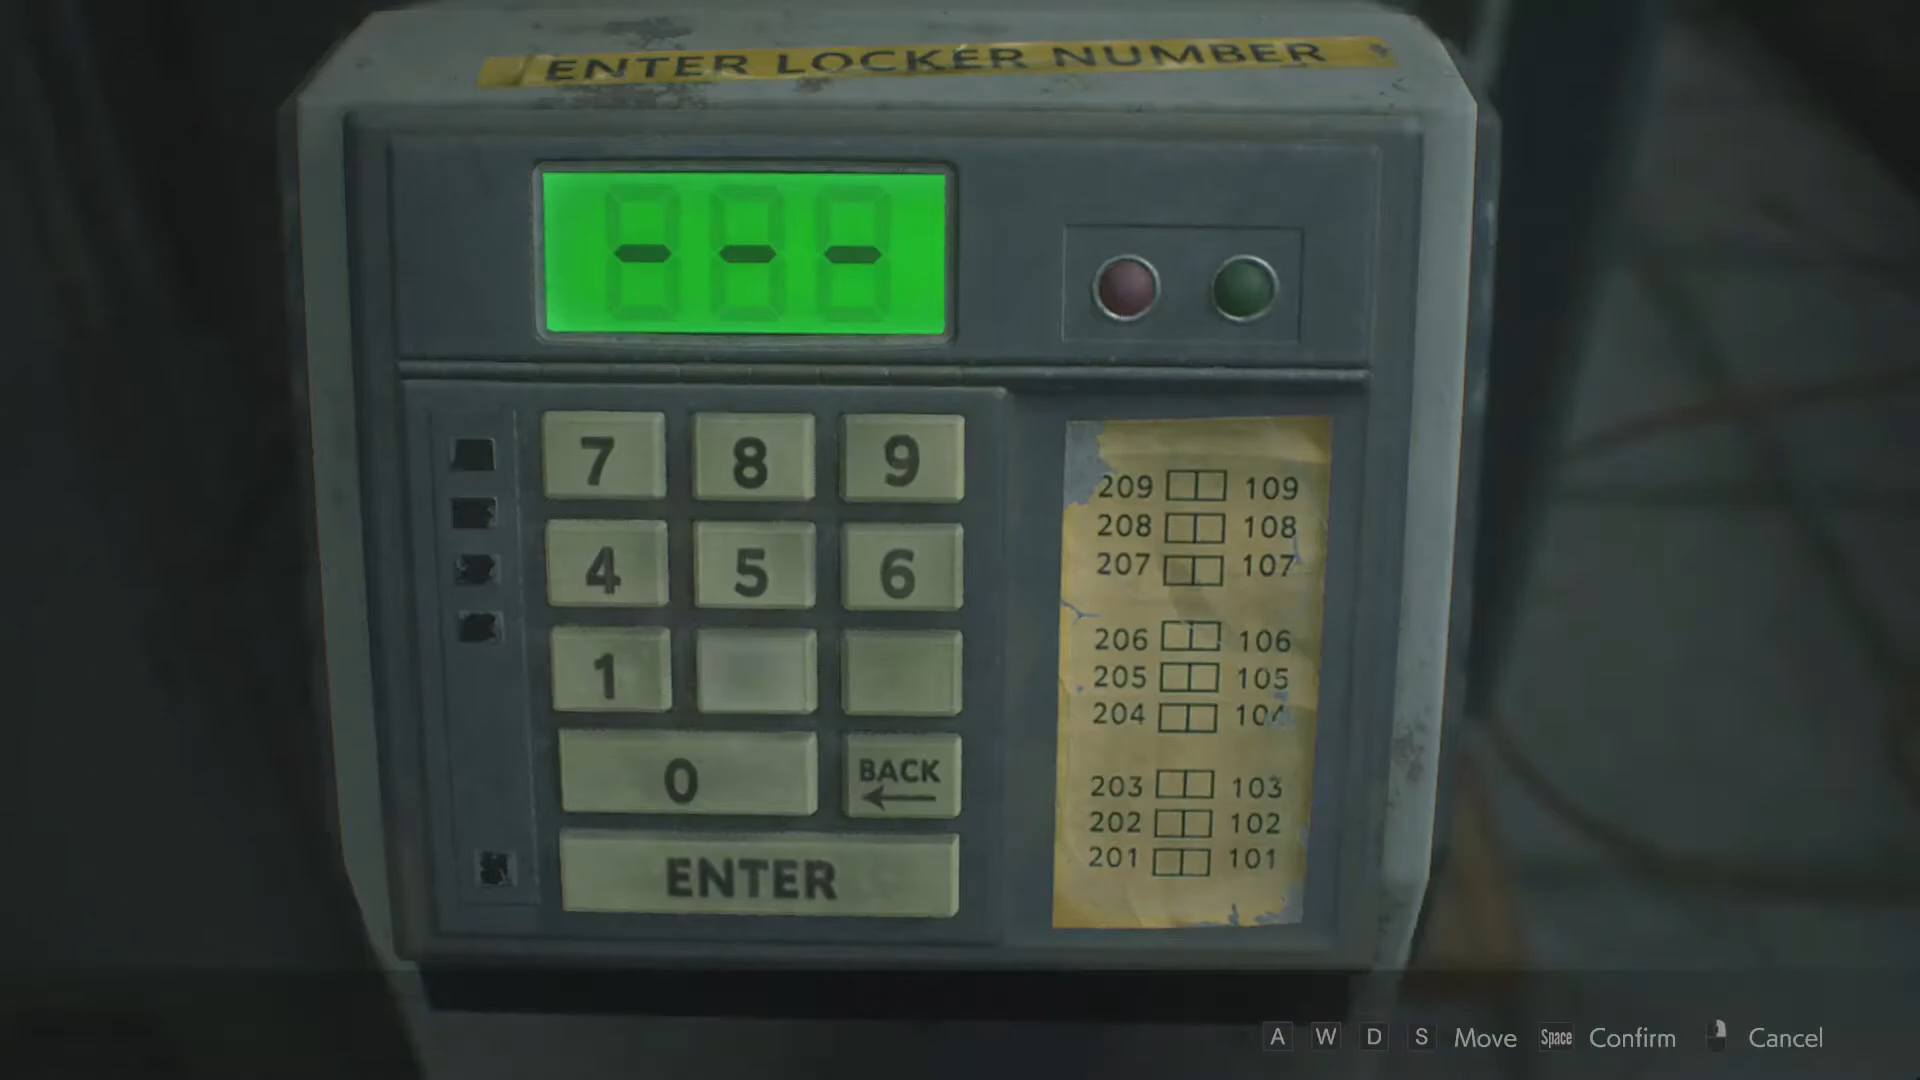 ENTER LOCKER NUMBER
- - -
7 8 9
4 5 6
1
0 BACK
ENTER
209 109
208 108
207 107
206 106
205 105
204 104
203 103
202 102
201 101
A W D S Move Space Confirm Cancel